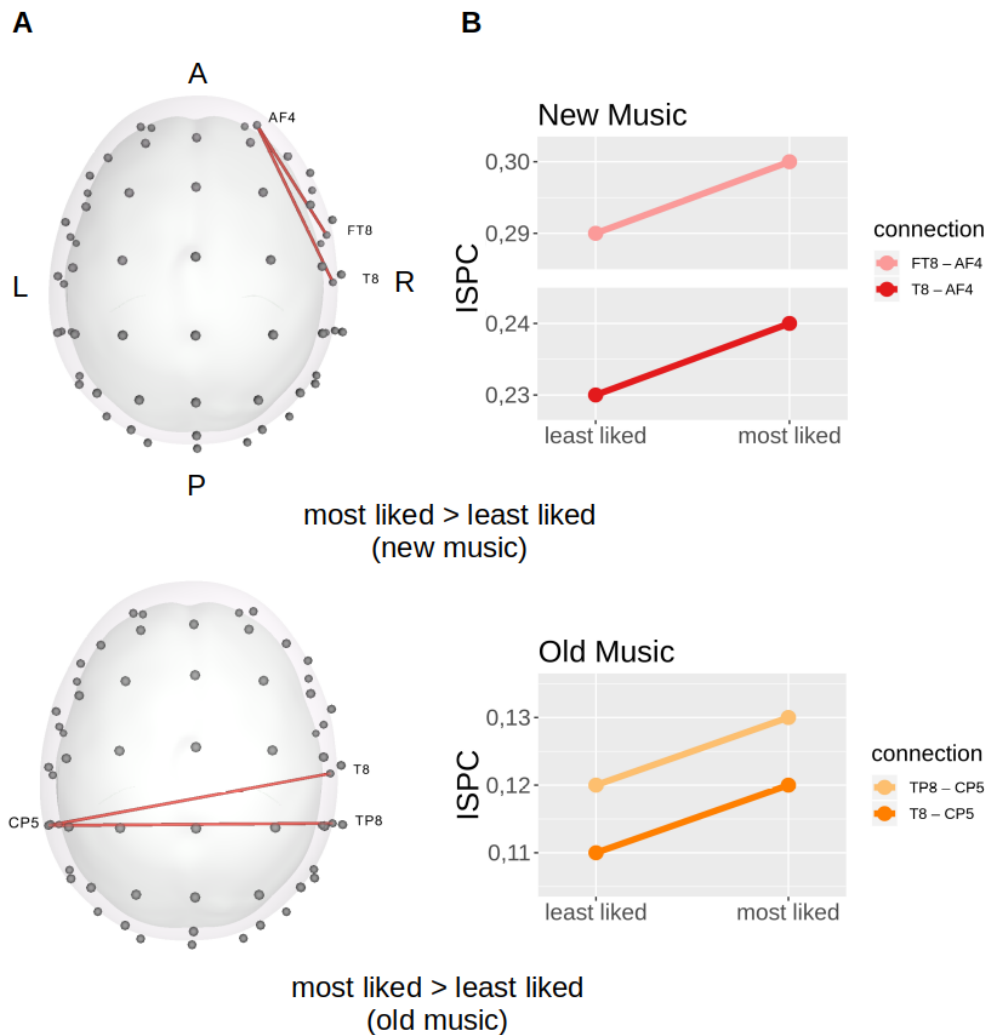 A
B
A
AF4
FT8
T8
L
R
P
New Music
0,30
0,29
ISPC
0,24
0,23
least liked
most liked
connection
FT8 – AF4
T8 – AF4
most liked > least liked
(new music)
T8
CP5
TP8
Old Music
0,13
0,12
0,11
ISPC
least liked
most liked
connection
TP8 – CP5
T8 – CP5
most liked > least liked
(old music)